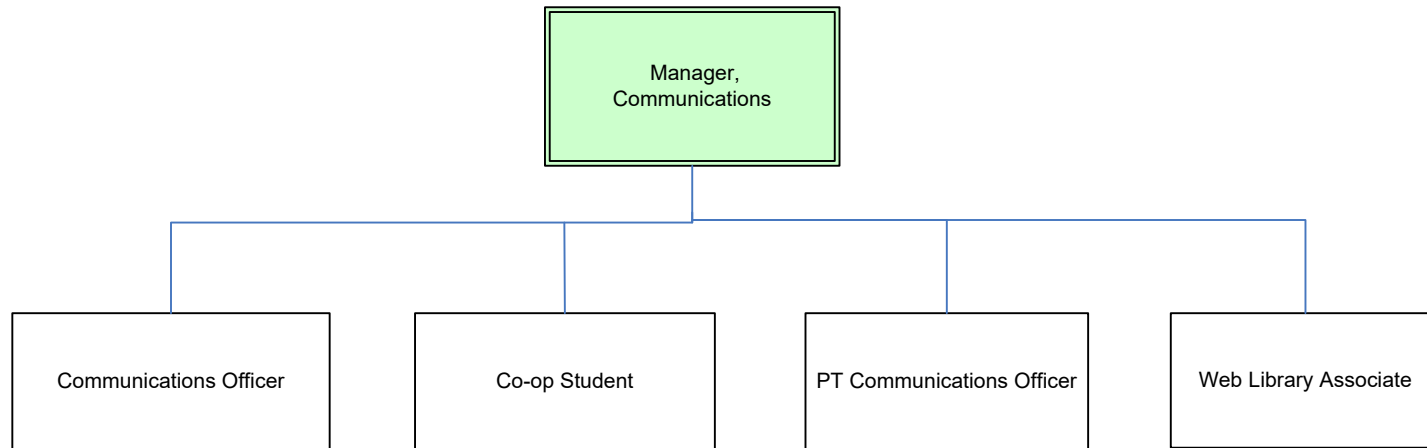 Manager,
Communications
Communications Officer
Co-op Student
PT Communications Officer
Web Library Associate